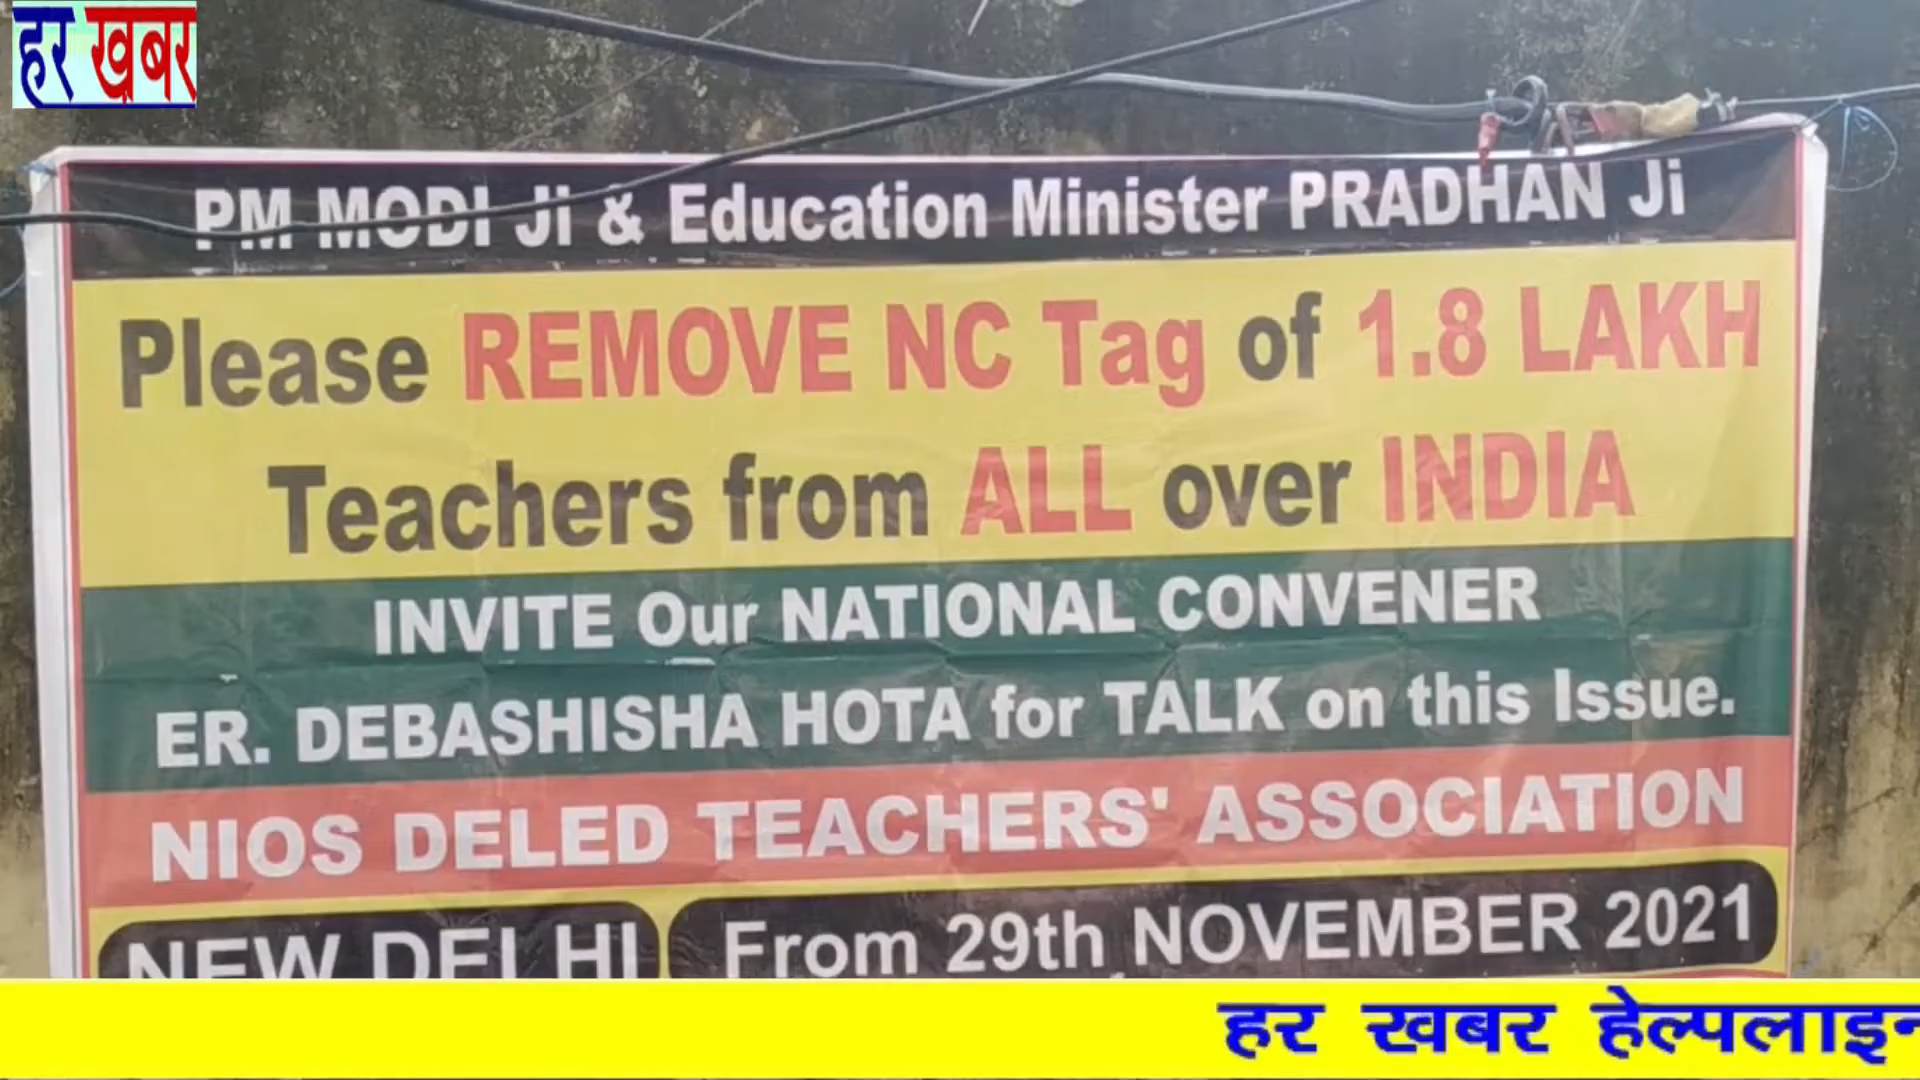 हर खबर
PM MODI Ji & Education Minister PRADHAN Ji
Please REMOVE NC Tag of 1.8 LAKH
Teachers from ALL over INDIA
INVITE Our NATIONAL CONVENER
ER. DEBASHISHA HOTA for TALK on this Issue.
NIOS DELED TEACHERS' ASSOCIATION
NEW DELHI From 29th NOVEMBER 2021
हर खबर हेल्पलाइन